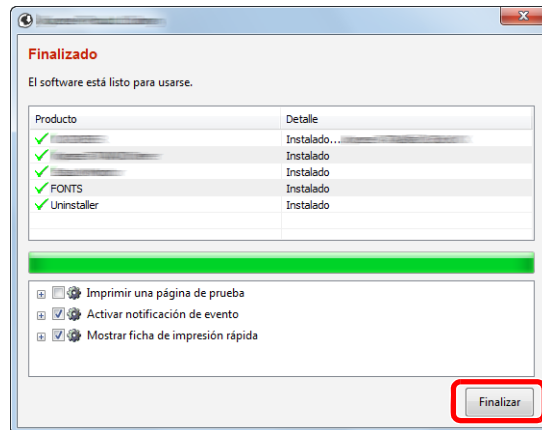 Finalizado
El software está listo para usarse.
Producto Detalle
Instalado...
Instalado
Instalado
FONTS Instalado
Uninstaller Instalado
Imprimir una página de prueba
Activar notificación de evento
Mostrar ficha de impresión rápida
Finalizar